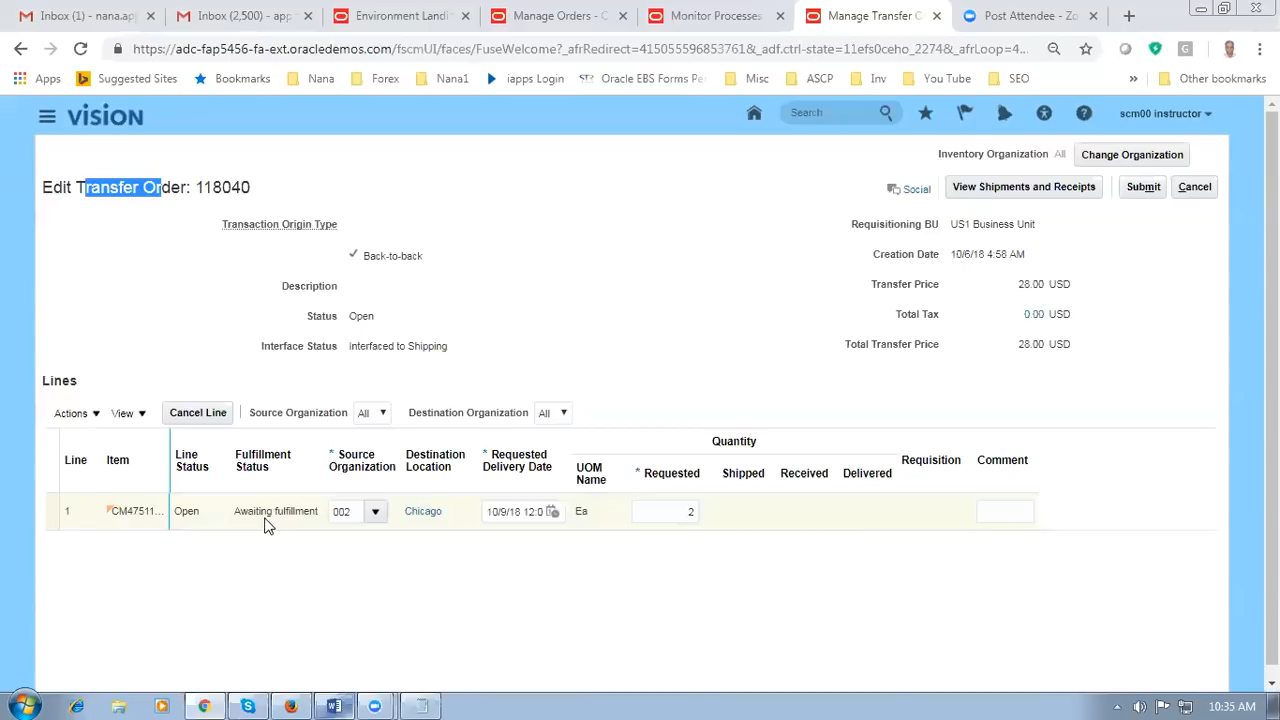 Inbox (1) - nana.app
Inbox (2,500)
Environment Landi
Manage Orders - C
Monitor Processes
Manage Transfer O
Post Attendee - Zo
https://adc-fap5456-fa-ext.oracledemos.com/fscmUI/faces/FuseWelcome?_afrRedirect=415055596853761&_adf.ctrl-state=11efs0ceho_2274&_afrLoop=4...
Apps Suggested Sites Bookmarks Nana Forex Nana1 iapps Login Oracle EBS Forms Pe Misc ASCP Inv You Tube SEO » Other bookmarks
vision
Search
scm00 instructor
Inventory Organization All Change Organization
Edit Transfer Order: 118040
Social View Shipments and Receipts Submit Cancel
Transaction Origin Type
Requisitioning BU US1 Business Unit
Back-to-back
Creation Date 10/6/18 4:58 AM
Description
Transfer Price 28.00 USD
Status Open
Total Tax 0.00 USD
Interface Status Interfaced to Shipping
Total Transfer Price 28.00 USD
Lines
Actions View Cancel Line Source Organization All Destination Organization All
Quantity
Line Item Line Status Fulfillment Status * Source Organization Destination Location * Requested Delivery Date UOM Name * Requested Shipped Received Delivered Requisition Comment
1 CM47511... Open Awaiting fulfillment 002 Chicago 10/9/18 12:0 Ea 2
10:35 AM